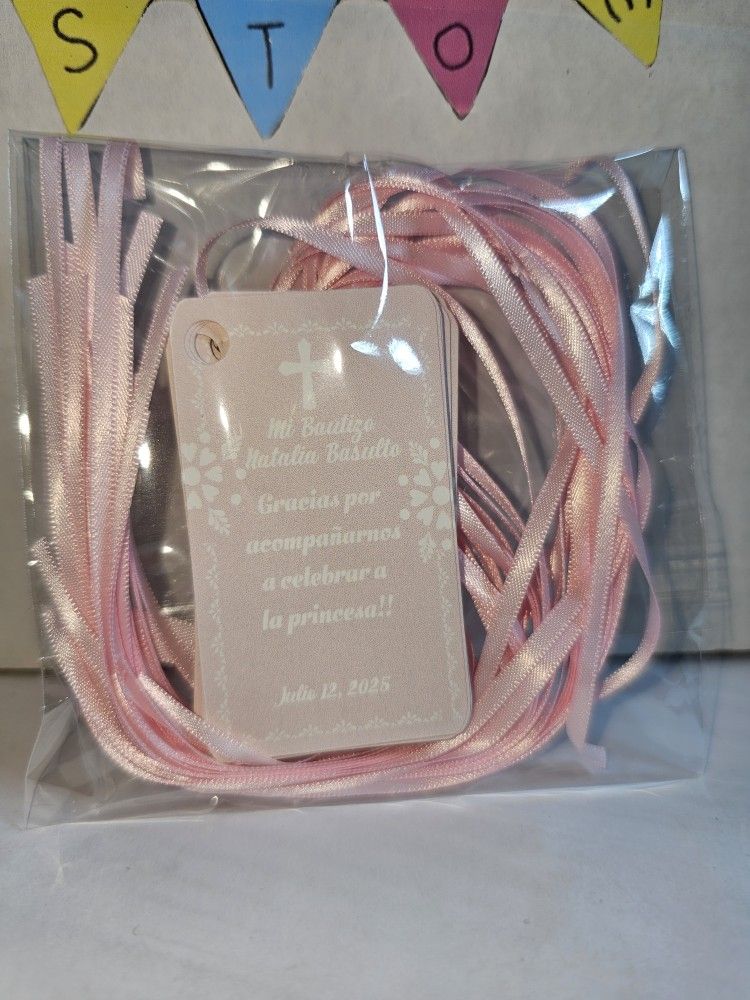 S T O E
Mi Bautizo
Natalia Basulto
Gracias por
acompañarnos
a celebrar a
la princesa!!
Julio 12, 2025